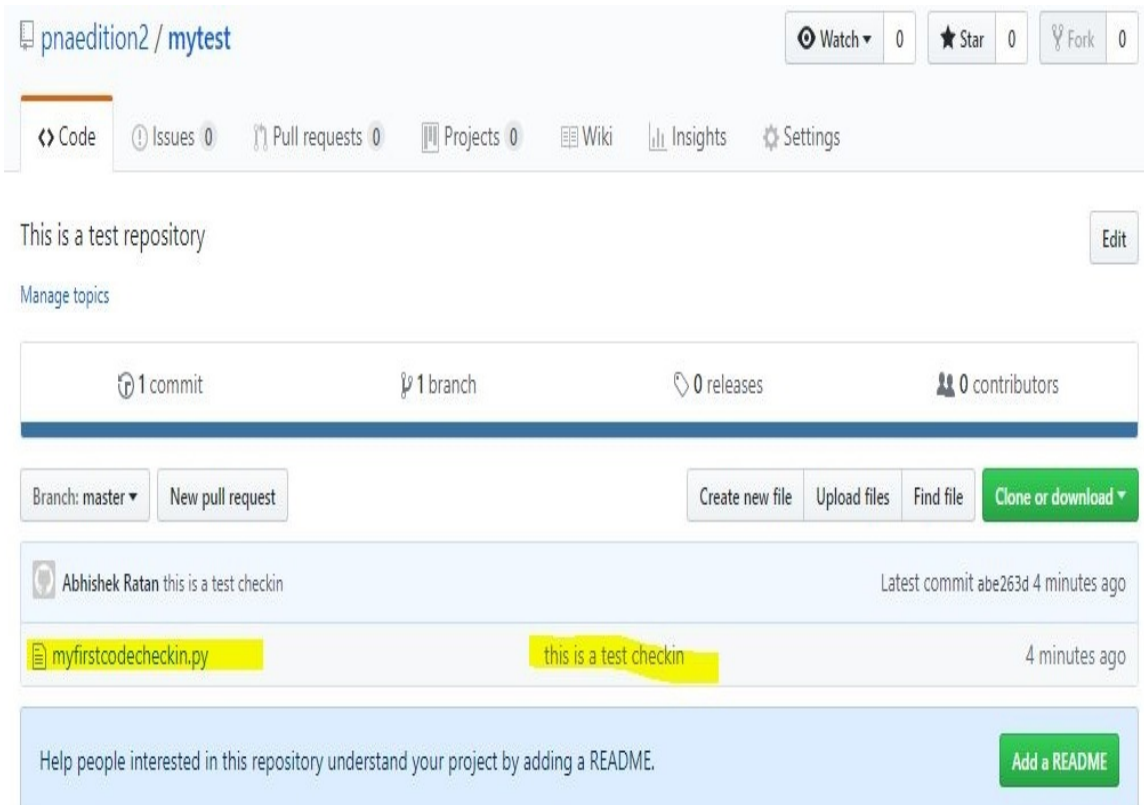 pnaedition2 / mytest Watch 0 Star 0 Fork 0
Code Issues 0 Pull requests 0 Projects 0 Wiki Insights Settings
This is a test repository Edit
Manage topics
1 commit 1 branch 0 releases 0 contributors
Branch: master New pull request Create new file Upload files Find file Clone or download
Abhishek Ratan this is a test checkin Latest commit abe263d 4 minutes ago
myfirstcodecheckin.py this is a test checkin 4 minutes ago
Help people interested in this repository understand your project by adding a README. Add a README